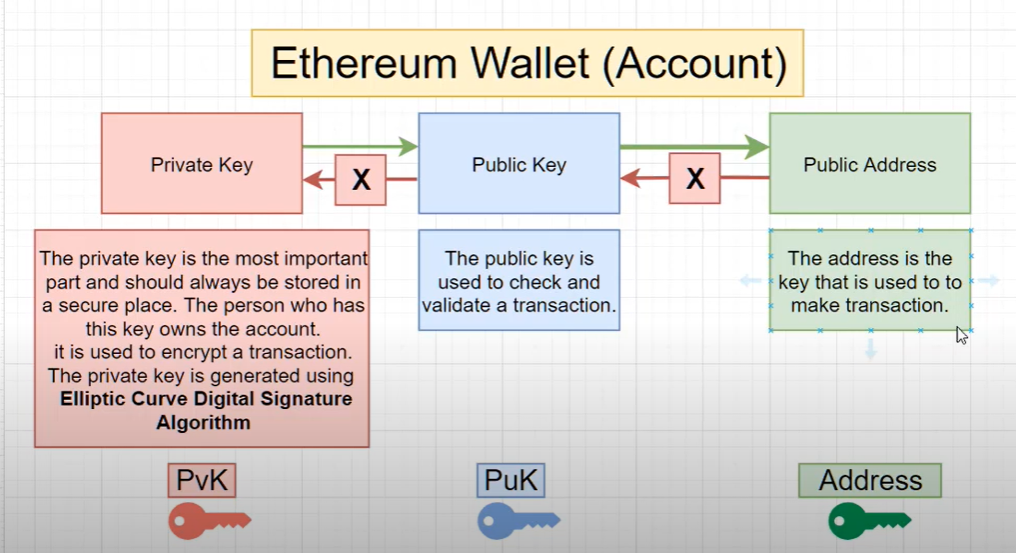 Ethereum Wallet (Account)
Private Key
X
Public Key
X
Public Address
The private key is the most important
part and should always be stored in
a secure place. The person who has
this key owns the account.
it is used to encrypt a transaction.
The private key is generated using
Elliptic Curve Digital Signature
Algorithm
The public key is
used to check and
validate a transaction.
The address is the
key that is used to to
make transaction.
PvK
PuK
Address